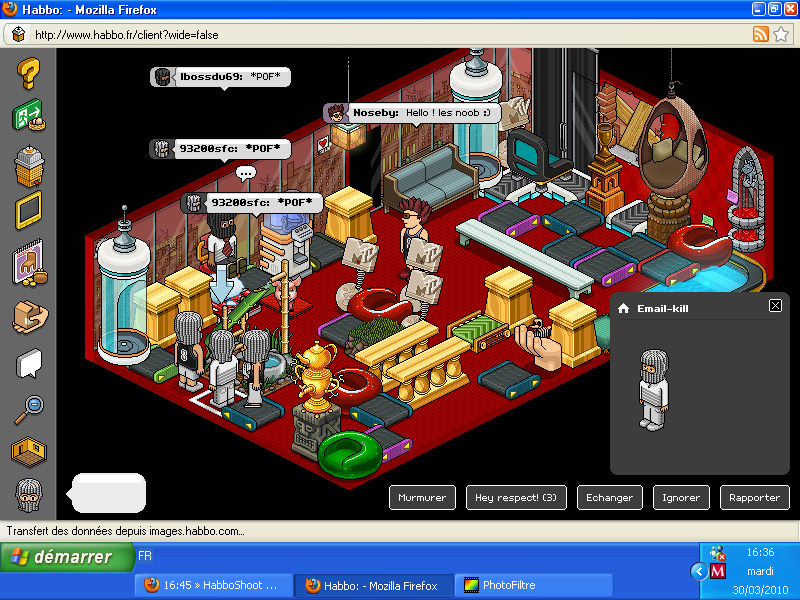 Habbo: - Mozilla Firefox
http://www.habbo.fr/client?wide=false
lbossdu69: *POF*
Noseby: Hello ! les noob :)
93200sfc: *POF*
...
93200sfc: *POF*
Email-kill
Murmurer
Hey respect! (3)
Echanger
Ignorer
Rapporter
Transfert des données depuis images.habbo.com...
démarrer
FR
16:45 » HabboShoot ...
Habbo: - Mozilla Firefox
PhotoFiltre
16:36
mardi
30/03/2010